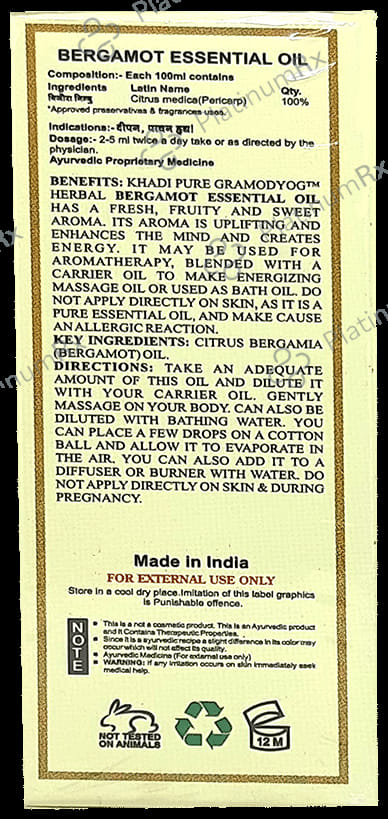 BERGAMOT ESSENTIAL OIL
Composition:- Each 100ml contains
Ingredients Latin Name Qty.
Citrus medica(Pericarp) 100%
*Approved preservatives & fragrances uses.
Indications:- दीपन, पाचन हृद्य।
Dosage:- 2-5 ml twice a day take or as directed by the
physician.
Ayurvedic Proprietary Medicine
BENEFITS: KHADI PURE GRAMODYOG™
HERBAL BERGAMOT ESSENTIAL OIL
HAS A FRESH, FRUITY AND SWEET
AROMA. ITS AROMA IS UPLIFTING AND
ENHANCES THE MIND AND CREATES
ENERGY. IT MAY BE USED FOR
AROMATHERAPY, BLENDED WITH A
CARRIER OIL TO MAKE ENERGIZING
MASSAGE OIL OR USED AS BATH OIL. DO
NOT APPLY DIRECTLY ON SKIN, AS IT IS A
PURE ESSENTIAL OIL, AND MAKE CAUSE
AN ALLERGIC REACTION.
KEY INGREDIENTS: CITRUS BERGAMIA
(BERGAMOT) OIL.
DIRECTIONS: TAKE AN ADEQUATE
AMOUNT OF THIS OIL AND DILUTE IT
WITH YOUR CARRIER OIL. GENTLY
MASSAGE ON YOUR BODY. CAN ALSO BE
DILUTED WITH BATHING WATER. YOU
CAN PLACE A FEW DROPS ON A COTTON
BALL AND ALLOW IT TO EVAPORATE IN
THE AIR. YOU CAN ALSO ADD IT TO A
DIFFUSER OR BURNER WITH WATER. DO
NOT APPLY DIRECTLY ON SKIN & DURING
PREGNANCY.
Made in India
FOR EXTERNAL USE ONLY
Store in a cool dry place.Imitation of this label graphics
is Punishable offence.
NOTE
This is a not a cosmetic product. This is an Ayurvedic product
and it Contains Therapeutic Properties.
Since it is a ayurvedic recipe a slight difference in its color may
occur which will not effect its quality.
Ayurvedic Medicine (For external use only)
WARNING: If any irritation occurs on skin immediately seek
medical help.
NOT TESTED
ON ANIMALS
12 M
PlatinumRx